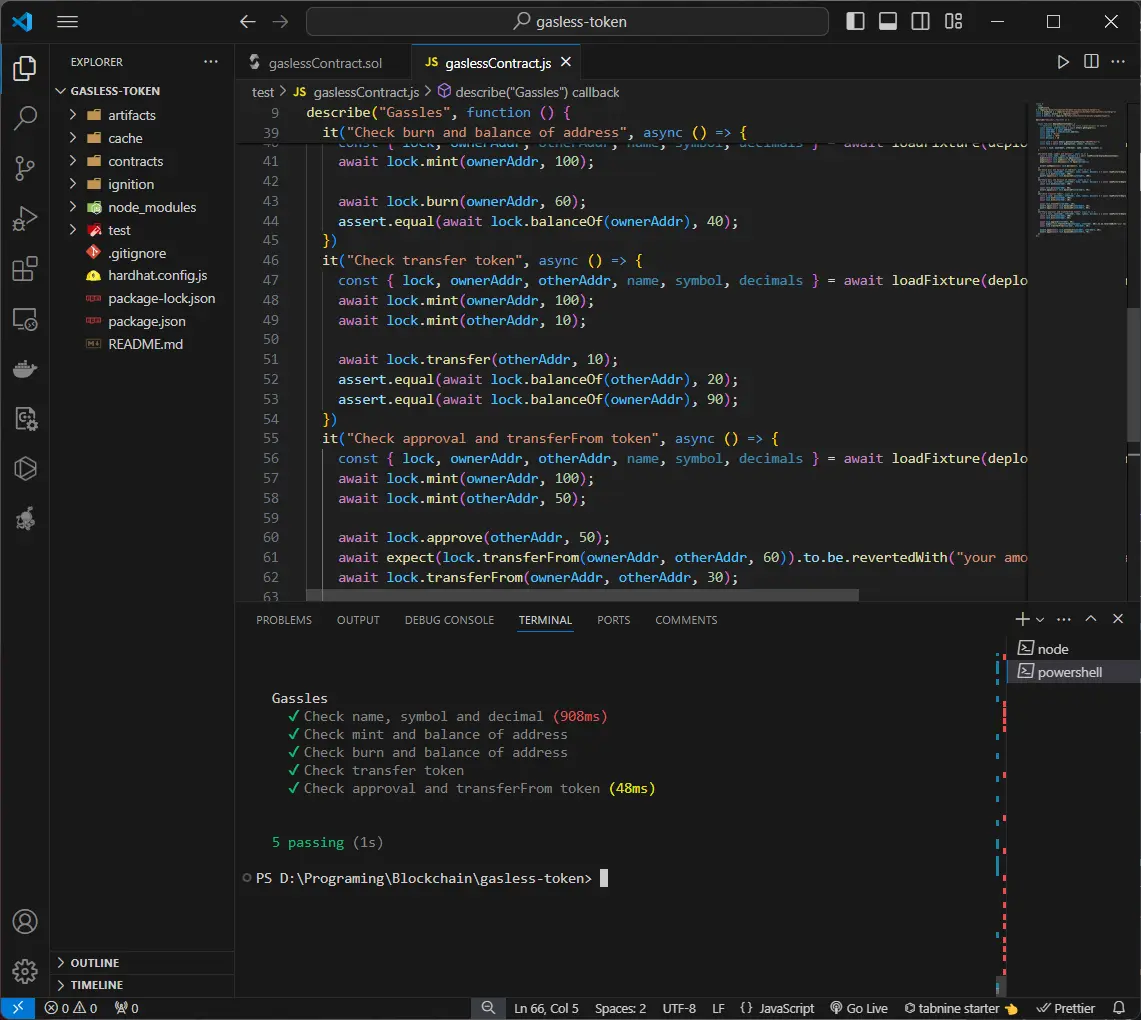 gasless-token
EXPLORER
GASLESS-TOKEN
artifacts
cache
contracts
ignition
node_modules
test
.gitignore
hardhat.config.js
package-lock.json
package.json
README.md
OUTLINE
TIMELINE
gaslessContract.sol
JS gaslessContract.js
test > JS gaslessContract.js > describe("Gassles") callback
9 describe("Gassles", function () {
39 it("Check burn and balance of address", async () => {
40 const { lock, ownerAddr, otherAddr, name, symbol, decimals } = await loadFixture(deplo
41 await lock.mint(ownerAddr, 100);
42
43 await lock.burn(ownerAddr, 60);
44 assert.equal(await lock.balanceOf(ownerAddr), 40);
45 })
46 it("Check transfer token", async () => {
47 const { lock, ownerAddr, otherAddr, name, symbol, decimals } = await loadFixture(deplo
48 await lock.mint(ownerAddr, 100);
49 await lock.mint(otherAddr, 10);
50
51 await lock.transfer(otherAddr, 10);
52 assert.equal(await lock.balanceOf(otherAddr), 20);
53 assert.equal(await lock.balanceOf(ownerAddr), 90);
54 })
55 it("Check approval and transferFrom token", async () => {
56 const { lock, ownerAddr, otherAddr, name, symbol, decimals } = await loadFixture(deplo
57 await lock.mint(ownerAddr, 100);
58 await lock.mint(otherAddr, 50);
59
60 await lock.approve(otherAddr, 50);
61 await expect(lock.transferFrom(ownerAddr, otherAddr, 60)).to.be.revertedWith("your amo
62 await lock.transferFrom(ownerAddr, otherAddr, 30);
63
PROBLEMS OUTPUT DEBUG CONSOLE TERMINAL PORTS COMMENTS
node
powershell
Gassles
✓ Check name, symbol and decimal (908ms)
✓ Check mint and balance of address
✓ Check burn and balance of address
✓ Check transfer token
✓ Check approval and transferFrom token (48ms)
5 passing (1s)
PS D:\Programing\Blockchain\gasless-token>
0 0 0 Ln 66, Col 5 Spaces: 2 UTF-8 LF {} JavaScript Go Live tabnine starter 👈 Prettier